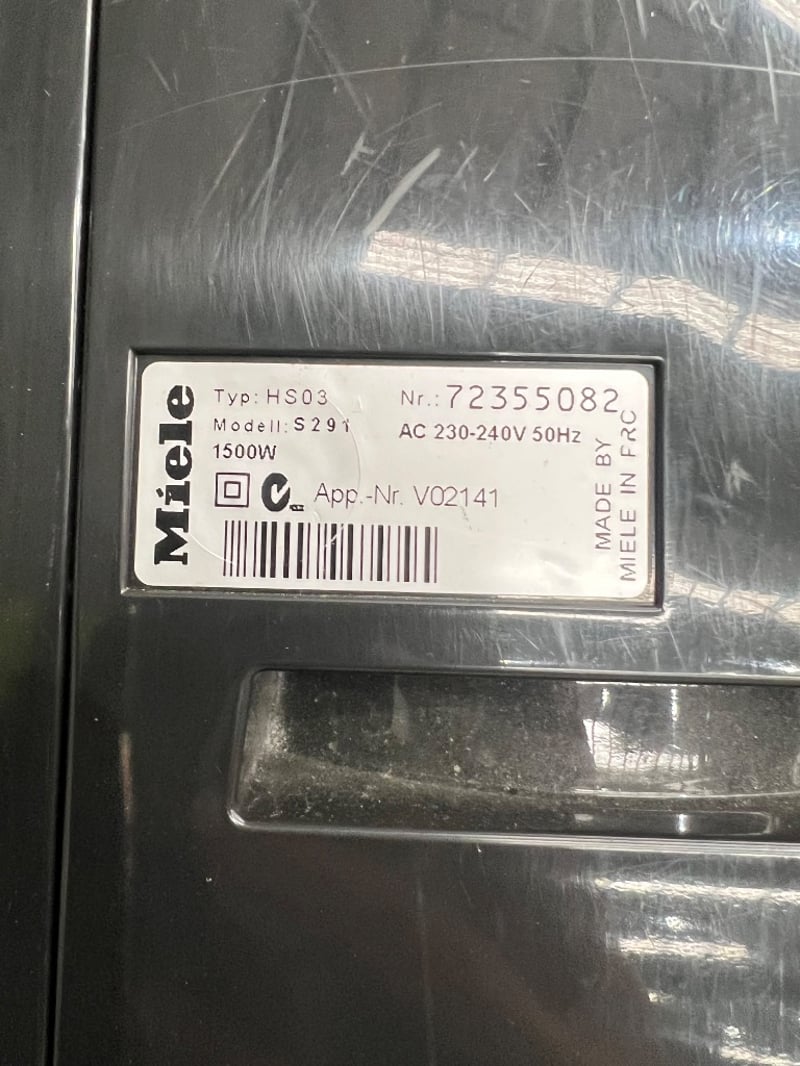 Miele
Typ: HS03
Nr.: 72355082
Modell: S291
AC 230-240V 50Hz
1500W
App.-Nr. V02141
MADE BY
MIELE IN FRC